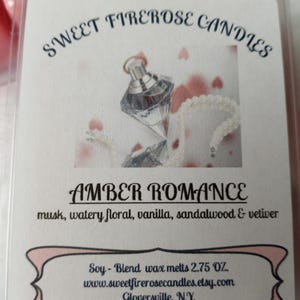 SWEET FIREROSE CANDLES
AMBER ROMANCE
musk, watery floral, vanilla, sandalwood & vetiver
Soy - Blend wax melts 2.75 OZ.
www.sweetfirerosecandles.etsy.com
Gloversville, N.Y.